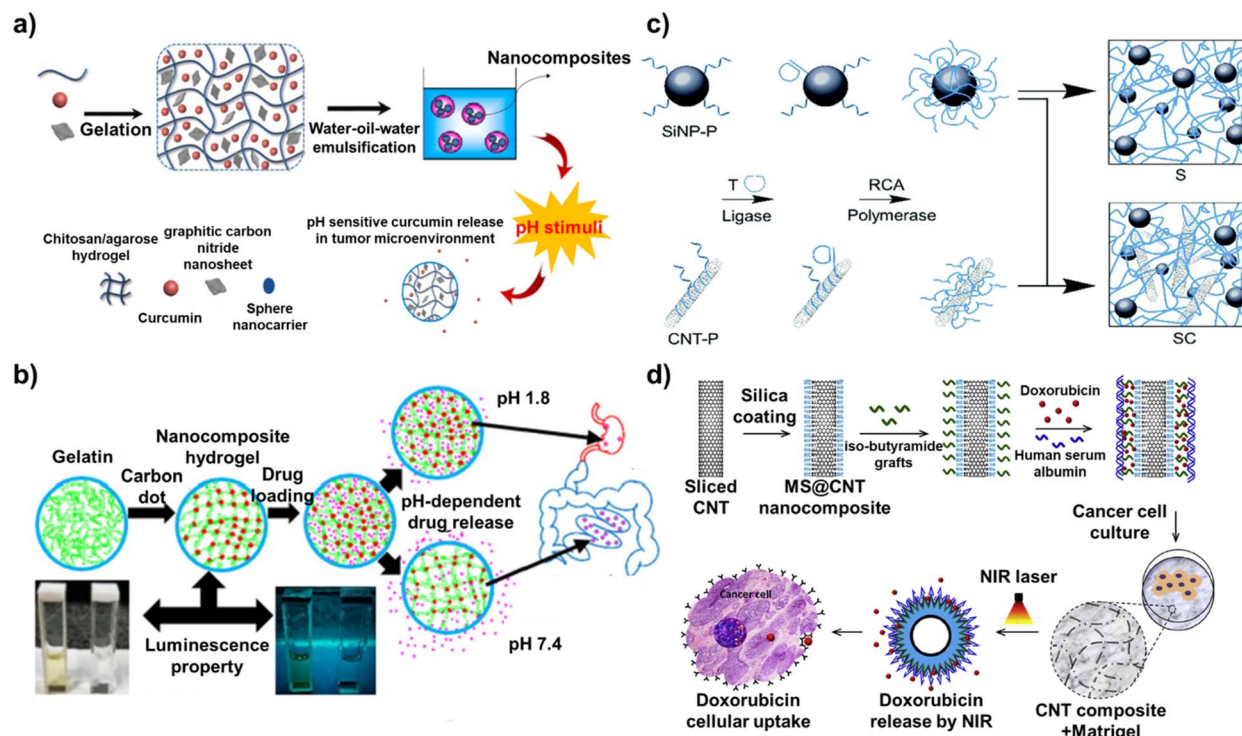 a)
Gelation
Water-oil-water
emulsification
Nanocomposites
pH stimuli
pH sensitive curcumin release
in tumor microenvironment
Chitosan/agarose
hydrogel
graphitic carbon
nitride
nanosheet
Curcumin
Sphere
nanocarrier
b)
Gelatin
Carbon
dot
Nanocomposite
hydrogel
Drug
loading
pH-dependent
drug release
pH 1.8
pH 7.4
Luminescence
property
c)
SiNP-P
T
Ligase
RCA
Polymerase
CNT-P
S
SC
d)
Sliced
CNT
Silica
coating
MS@CNT
nanocomposite
iso-butyramide
grafts
Doxorubicin
Human serum
albumin
Cancer cell
culture
CNT composite
+Matrigel
NIR laser
Doxorubicin
release by NIR
Cancer cell
Doxorubicin
cellular uptake